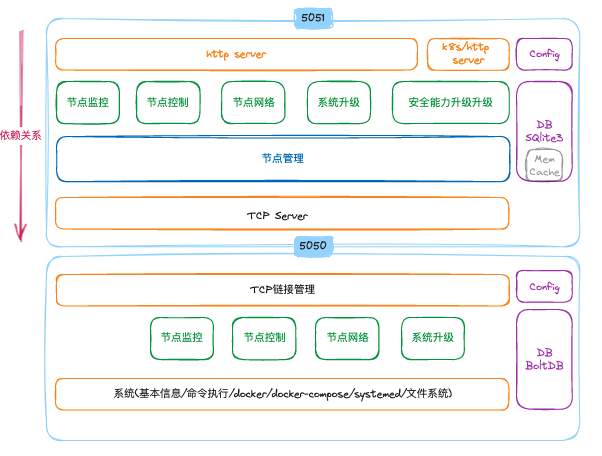 5051
http server
k8s/http
server
Config
节点监控
节点控制
节点网络
系统升级
安全能力升级升级
DB
SQlite3
Mem
Cache
依赖关系
节点管理
TCP Server
5050
TCP链接管理
Config
节点监控
节点控制
节点网络
系统升级
DB
BoltDB
系统(基本信息/命令执行/docker/docker-compose/systemed/文件系统)